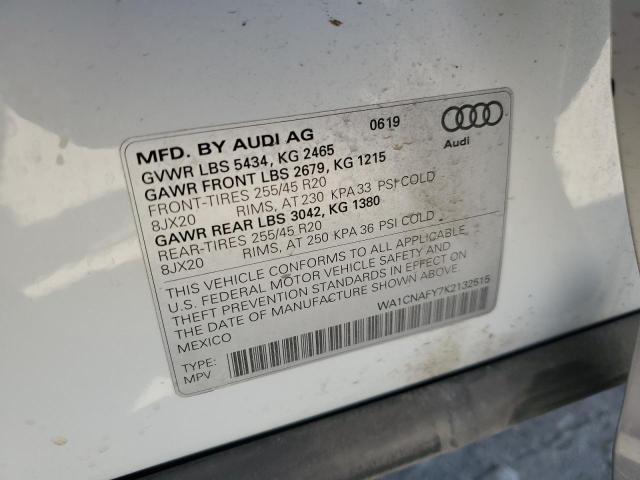 MFD. BY AUDI AG 0619
GVWR LBS 5434, KG 2465
GAWR FRONT LBS 2679, KG 1215
FRONT-TIRES 255/45 R20
8JX20 RIMS, AT 230 KPA 33 PSI COLD
GAWR REAR LBS 3042, KG 1380
REAR-TIRES 255/45 R20
8JX20 RIMS, AT 250 KPA 36 PSI COLD
Audi
THIS VEHICLE CONFORMS TO ALL APPLICABLE
U.S. FEDERAL MOTOR VEHICLE SAFETY AND
THEFT PREVENTION STANDARDS IN EFFECT ON
THE DATE OF MANUFACTURE SHOWN ABOVE.
MEXICO WA1CNAFY7K2132515
TYPE:
MPV